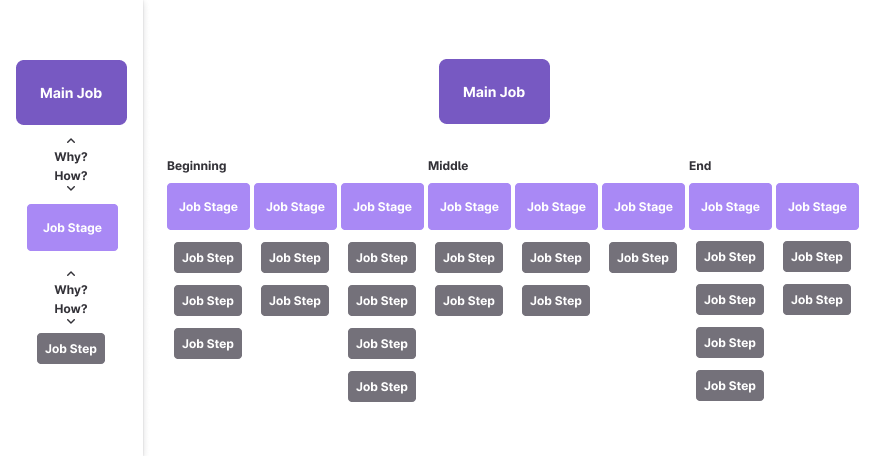 Main Job
Why?
How?
Job Stage
Why?
How?
Job Step
Main Job
Beginning Middle End
Job Stage Job Stage Job Stage Job Stage Job Stage Job Stage Job Stage Job Stage
Job Step Job Step Job Step Job Step Job Step Job Step Job Step Job Step
Job Step Job Step Job Step Job Step Job Step Job Step Job Step
Job Step Job Step Job Step
Job Step Job Step